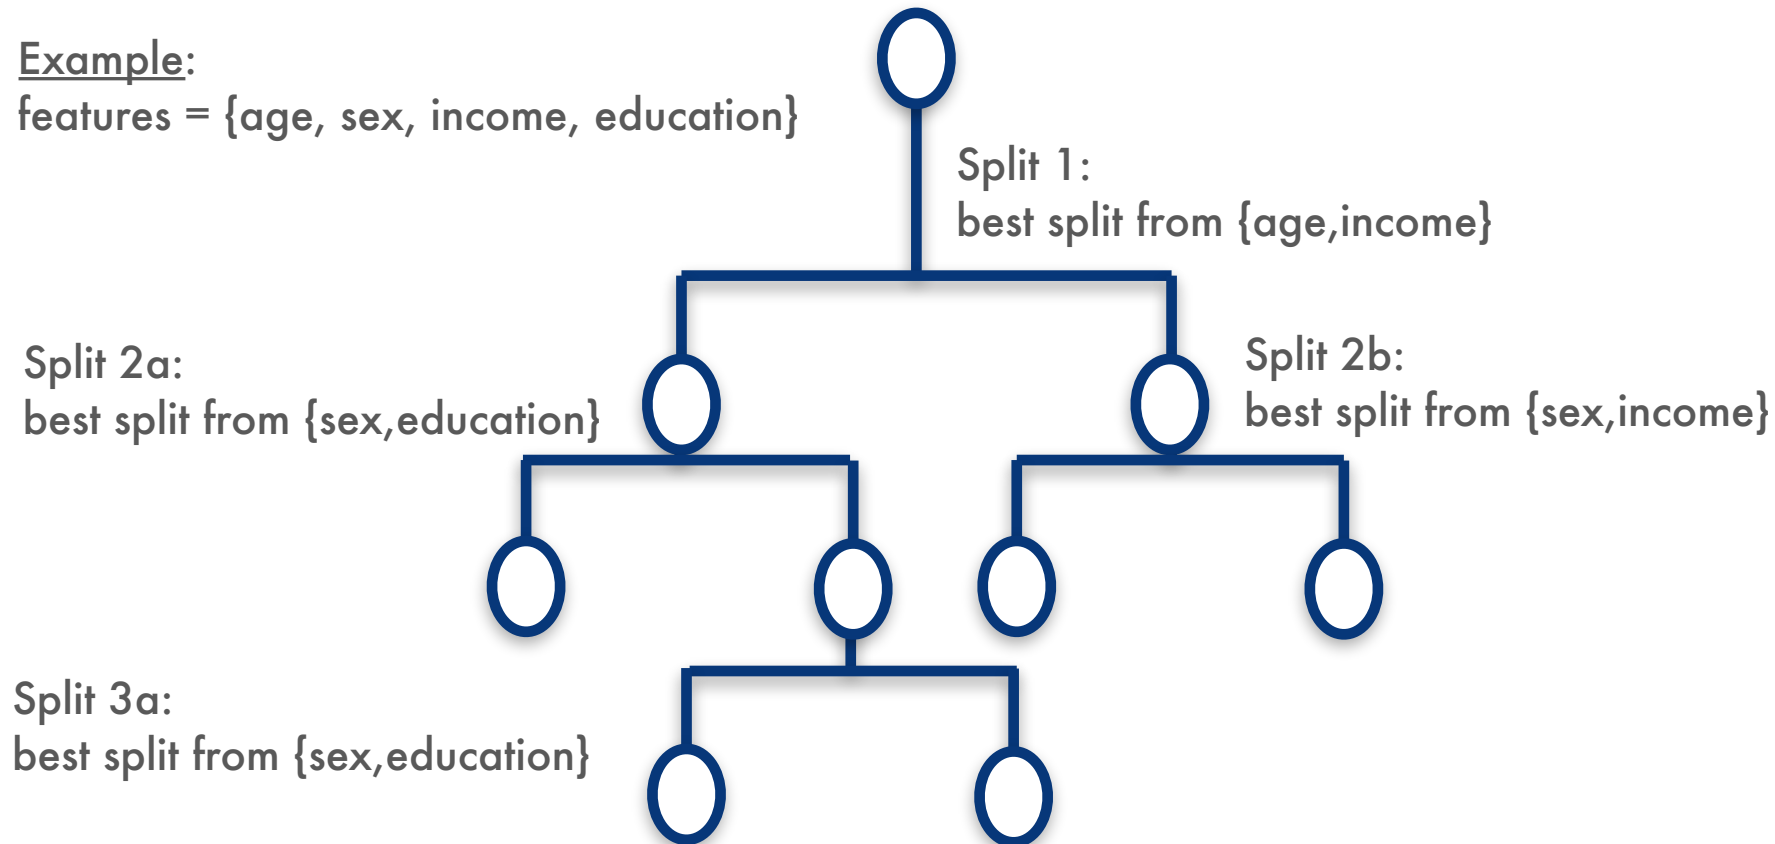 Example:
features = {age, sex, income, education}
Split 1:
best split from {age,income}
Split 2a:
best split from {sex,education}
Split 2b:
best split from {sex,income}
Split 3a:
best split from {sex,education}